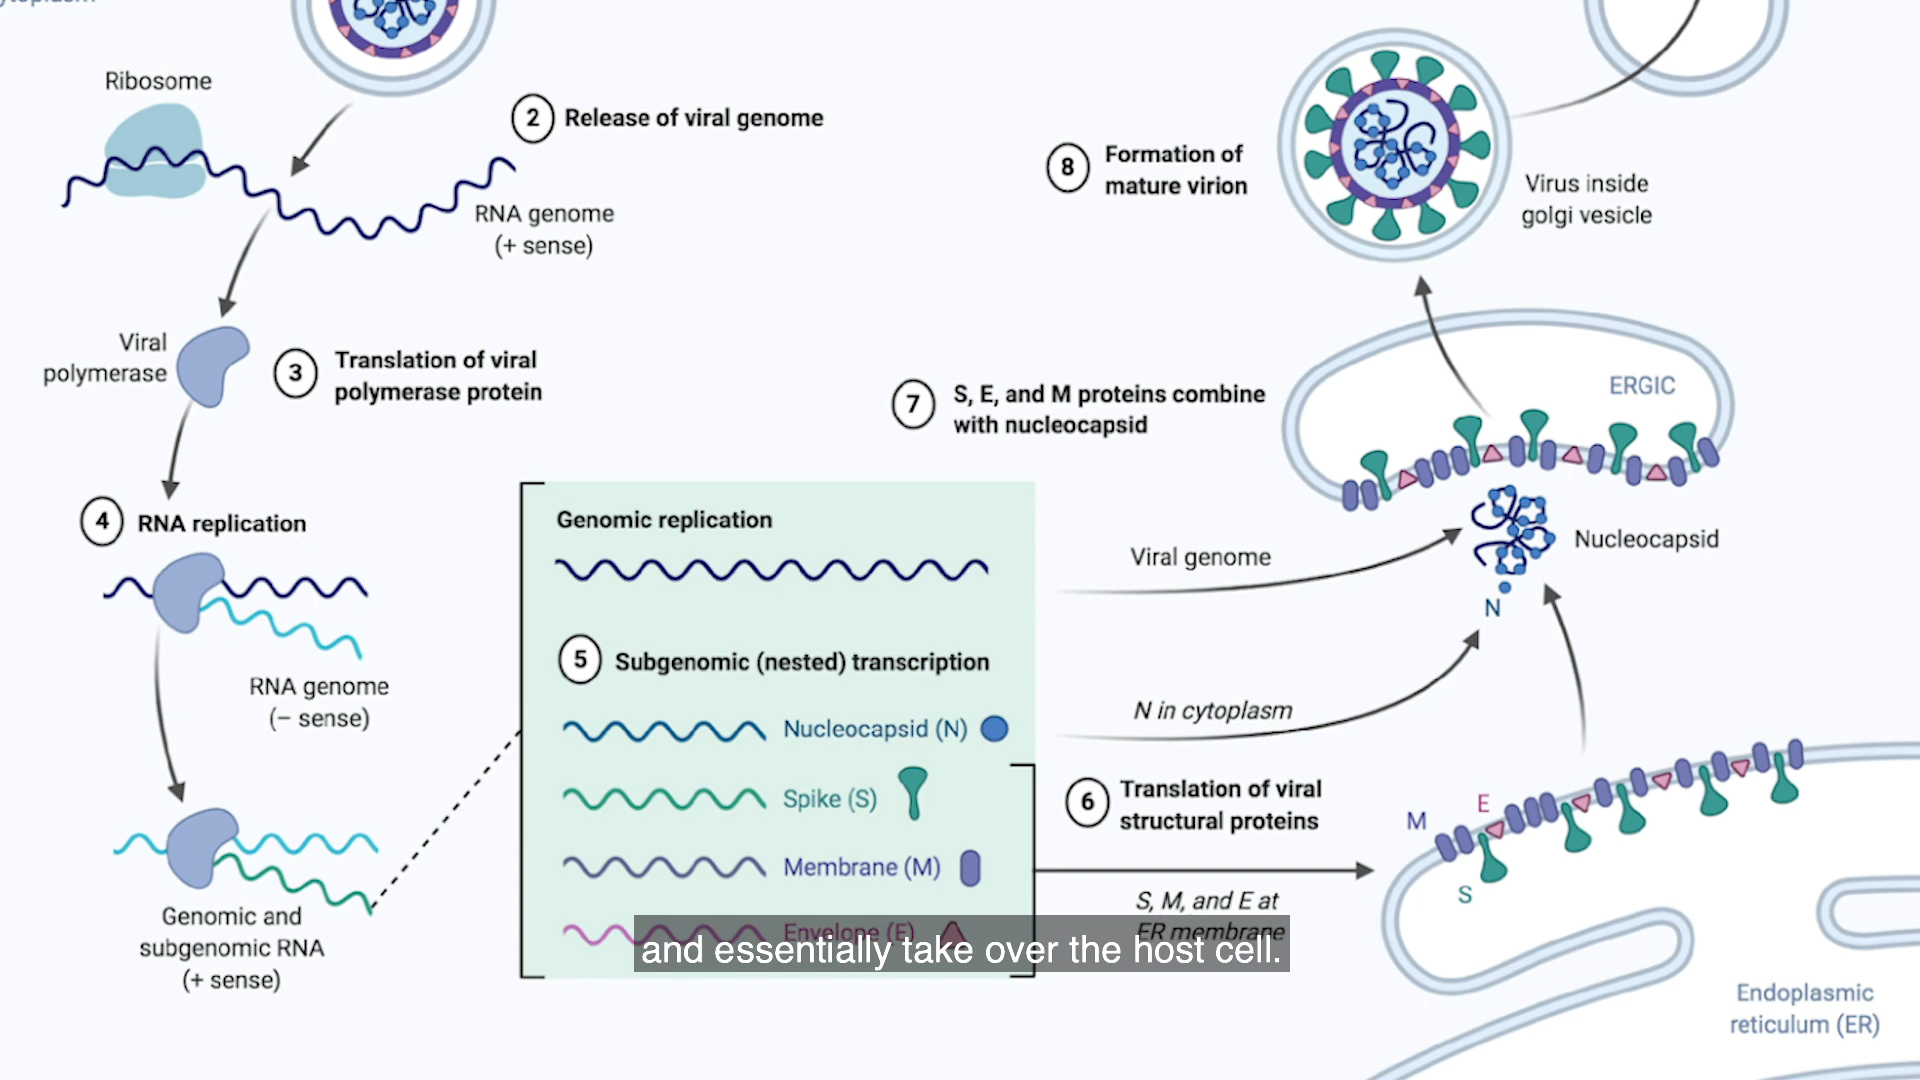 Ribosome
2
Release of viral genome
RNA genome
(+ sense)
Viral
polymerase
3
Translation of viral
polymerase protein
4
RNA replication
RNA genome
(− sense)
Genomic and
subgenomic RNA
(+ sense)
Genomic replication
5
Subgenomic (nested) transcription
Nucleocapsid (N)
Spike (S)
Membrane (M)
Envelope (E)
6
Translation of viral
structural proteins
S, M, and E at
ER membrane
Viral genome
N in cytoplasm
7
S, E, and M proteins combine
with nucleocapsid
ERGIC
Nucleocapsid
N
8
Formation of
mature virion
Virus inside
golgi vesicle
M
E
S
Endoplasmic
reticulum (ER)
and essentially take over the host cell.